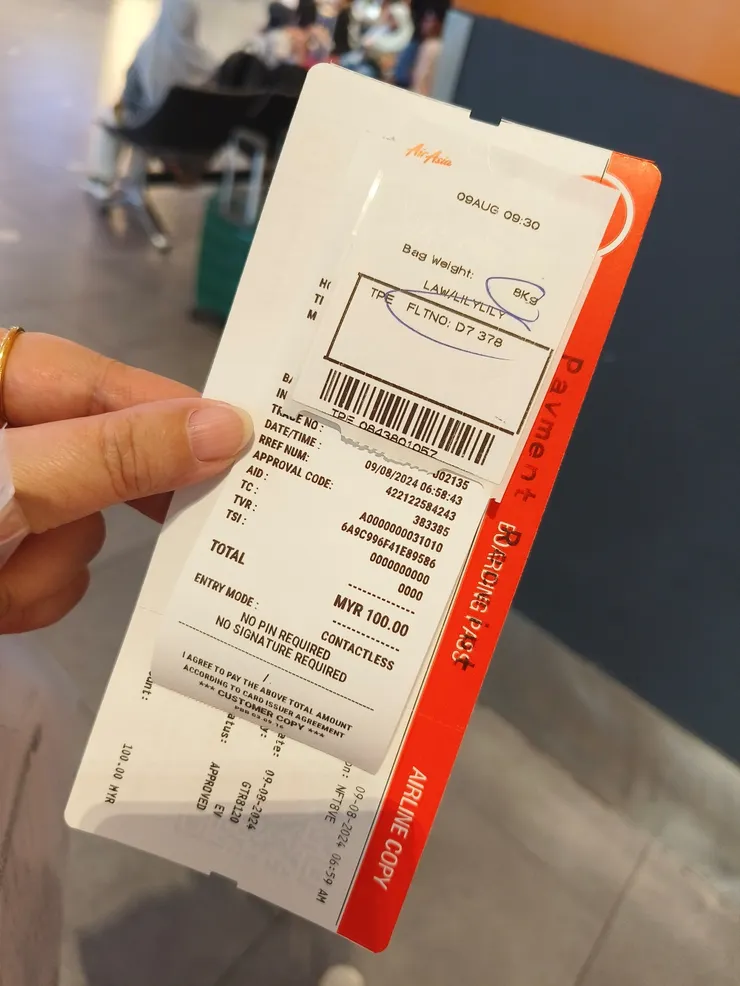 AirAsia
09AUG 09:30
Bag Weight: 8Kg
LAW/LILYLILY
TPE FLTNO: D7 378
TPE 0843801057
TRACE NO: 002135
DATE/TIME: 09/08/2024 06:58:43
RREF NUM: 422122584243
APPROVAL CODE: 383385
AID: A0000000031010
TC: 6A9C996F41E89586
TVR: 0000000000
TSI: 0000
TOTAL MYR 100.00
ENTRY MODE: CONTACTLESS
NO PIN REQUIRED
NO SIGNATURE REQUIRED
I AGREE TO PAY THE ABOVE TOTAL AMOUNT
ACCORDING TO CARD ISSUER AGREEMENT
*** CUSTOMER COPY ***
Payment
BOARDING PASS
AIRLINE COPY
NFT8VE 09-08-2024 06:59 AM
09-08-2024
GTR8120
APPROVED EV
100.00 MYR